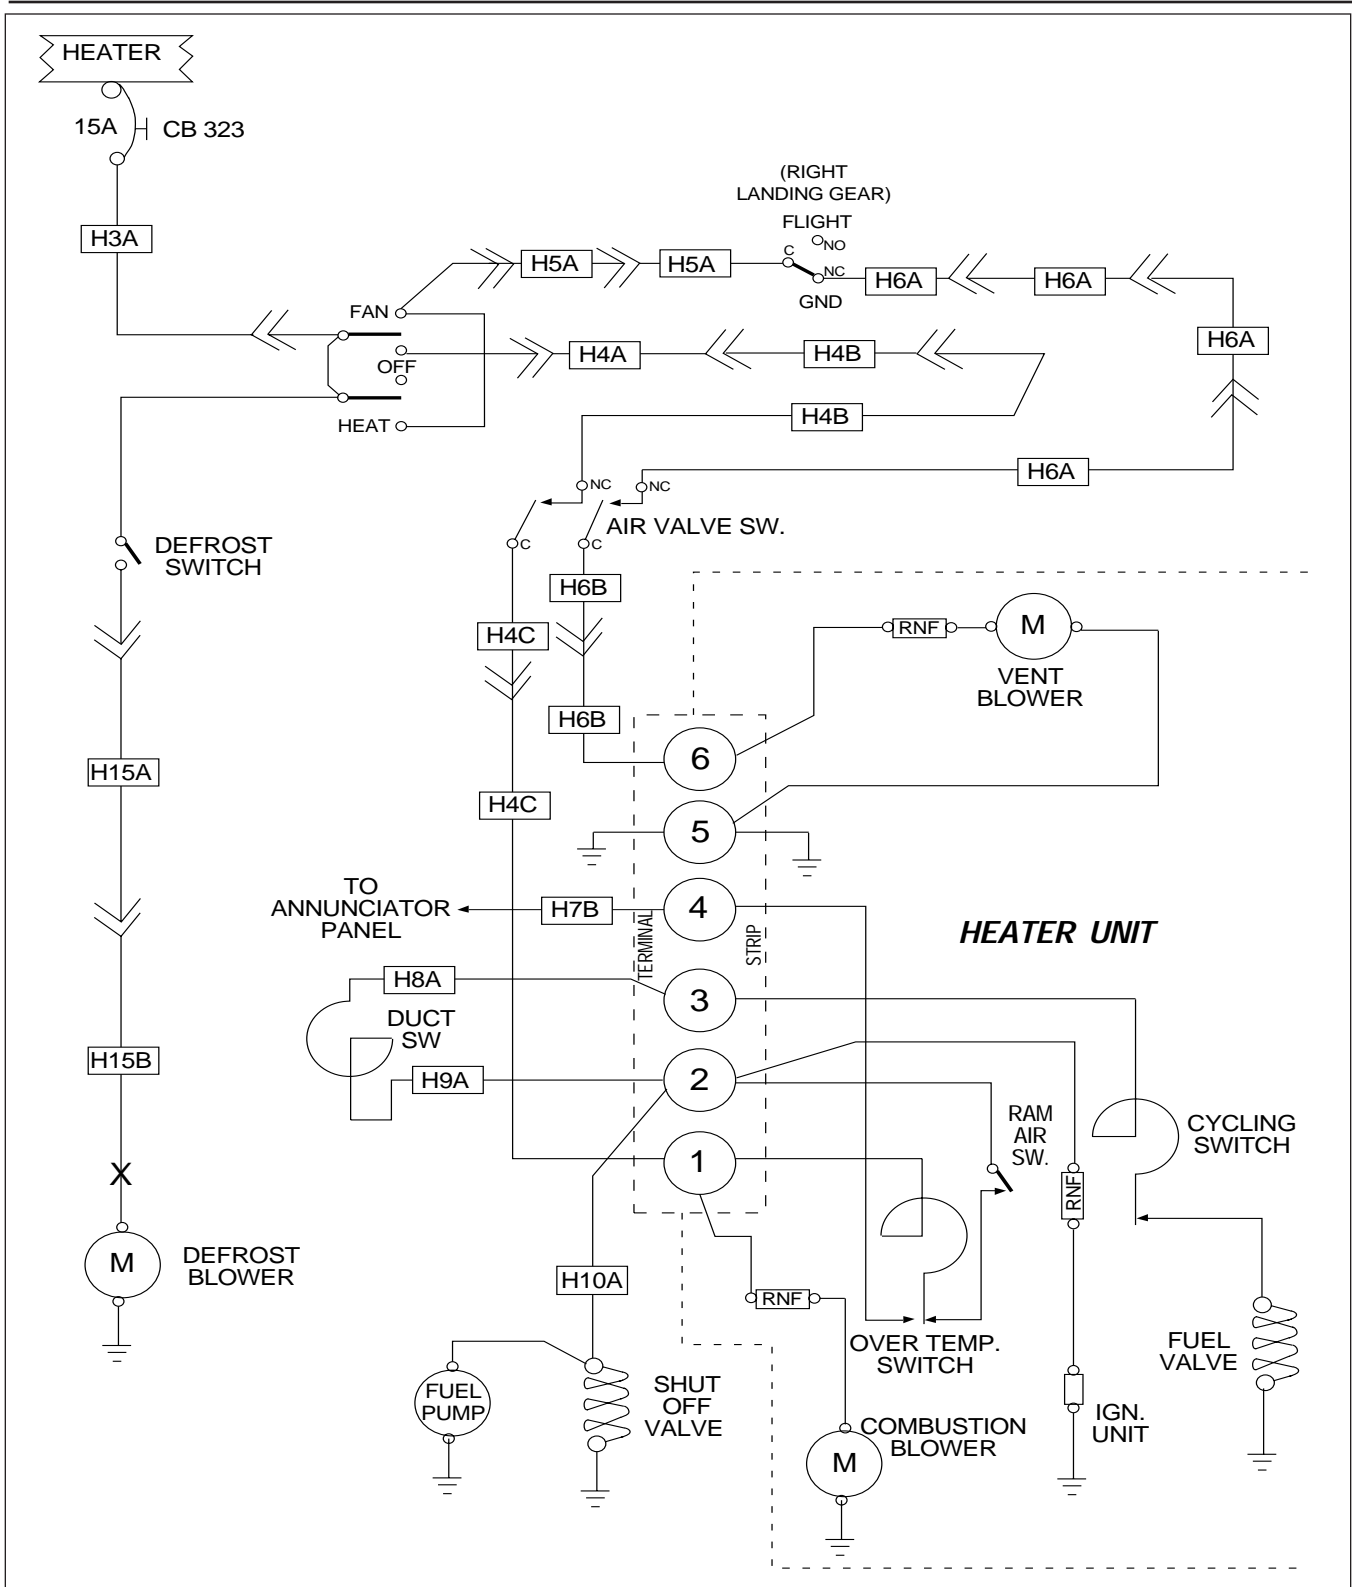 HEATER
15A
CB 323
(RIGHT
LANDING GEAR)
FLIGHT
NO
C
NC
GND
H3A
H5A
H5A
H6A
H6A
FAN
H6A
OFF
H4A
H4B
HEAT
H4B
H6A
NC
NC
AIR VALVE SW.
C
C
DEFROST
SWITCH
H6B
H4C
RNF
M
VENT
BLOWER
H6B
6
H15A
H4C
5
TO
ANNUNCIATOR
PANEL
H7B
4
TERMINAL
STRIP
HEATER UNIT
H8A
3
DUCT
SW
H15B
H9A
2
RAM
AIR
SW.
CYCLING
SWITCH
1
RNF
X
M
DEFROST
BLOWER
H10A
RNF
OVER TEMP.
SWITCH
FUEL
VALVE
FUEL
PUMP
SHUT
OFF
VALVE
COMBUSTION
BLOWER
M
IGN.
UNIT